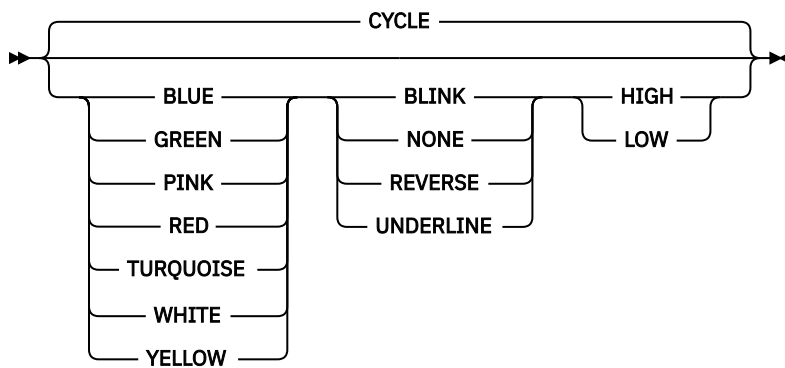 CYCLE
BLUE BLINK HIGH
GREEN NONE LOW
PINK REVERSE
RED UNDERLINE
TURQUOISE
WHITE
YELLOW